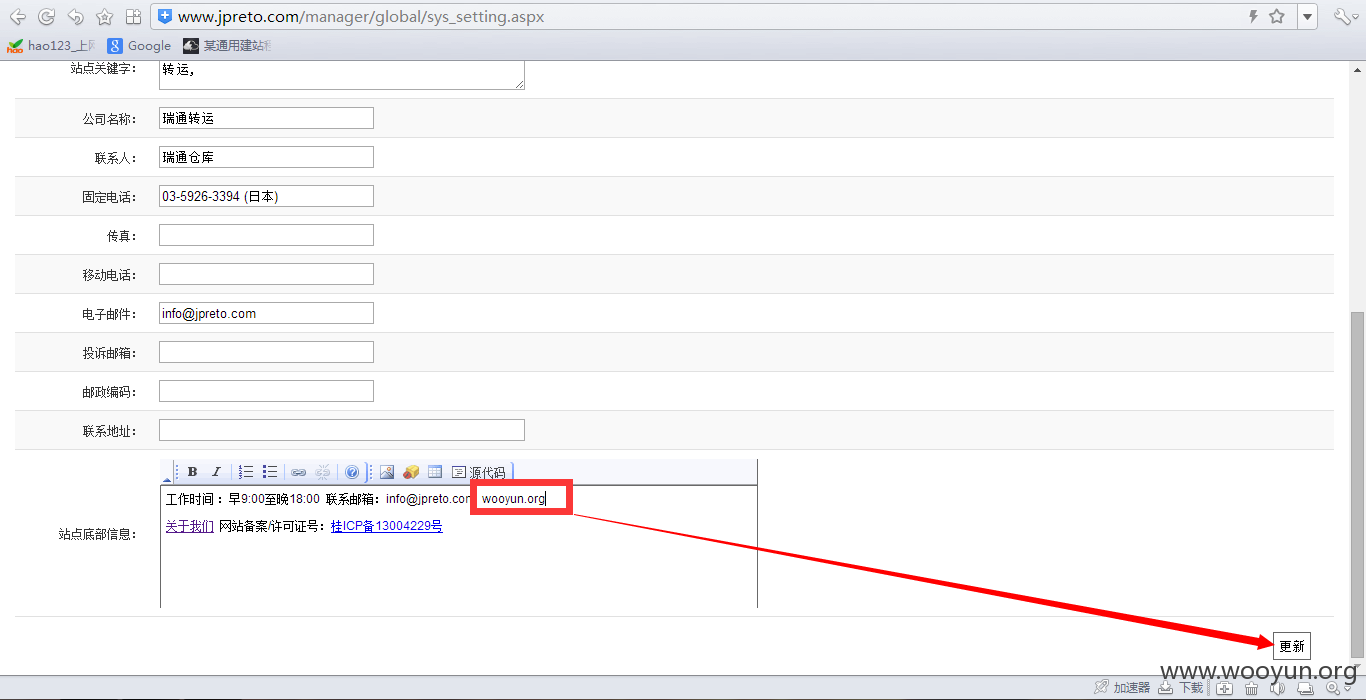 www.jpreto.com/manager/global/sys_setting.aspx
hao123_上网 Google 某通用建站程
站点关键字： 转运,
公司名称： 瑞通转运
联系人： 瑞通仓库
固定电话： 03-5926-3394 (日本)
传真：
移动电话：
电子邮件： info@jpreto.com
投诉邮箱：
邮政编码：
联系地址：
B I 源代码
工作时间 ：早9:00至晚18:00 联系邮箱：info@jpreto.com wooyun.org
关于我们 网站备案/许可证号：桂ICP备13004229号
站点底部信息：
更新
www.wooyun.org
加速器 下载